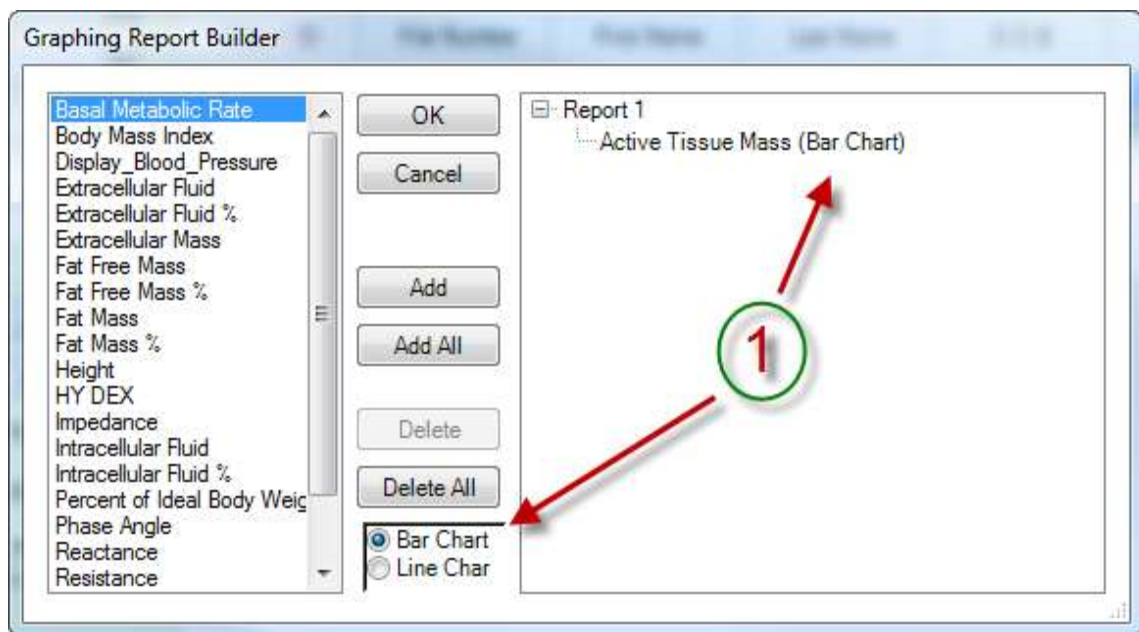 Graphing Report Builder
Basal Metabolic Rate
Body Mass Index
Display_Blood_Pressure
Extracellular Fluid
Extracellular Fluid %
Extracellular Mass
Fat Free Mass
Fat Free Mass %
Fat Mass
Fat Mass %
Height
HY DEX
Impedance
Intracellular Fluid
Intracellular Fluid %
Percent of Ideal Body Weig
Phase Angle
Reactance
Resistance
OK
Cancel
Add
Add All
Delete
Delete All
Bar Chart
Line Char
Report 1
Active Tissue Mass (Bar Chart)
1